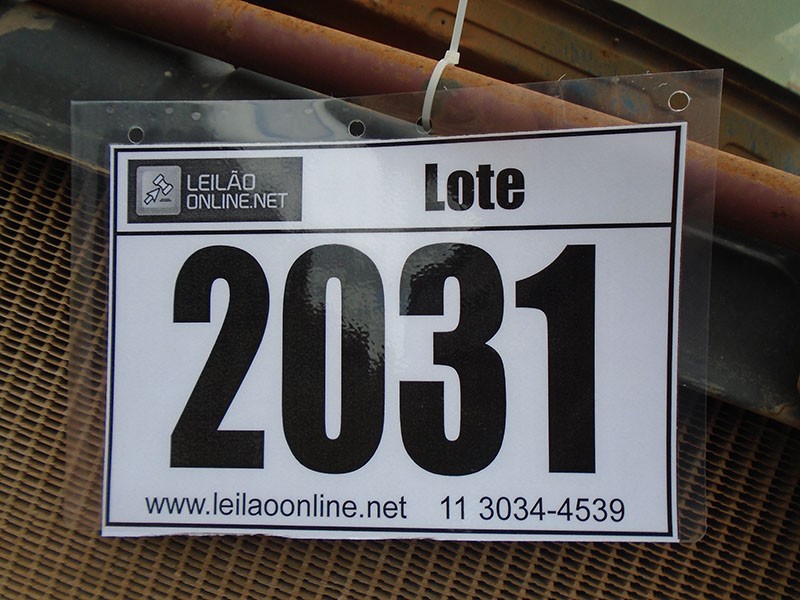 LEILÃO
ONLINE.NET
Lote
2031
www.leilaoonline.net 11 3034-4539